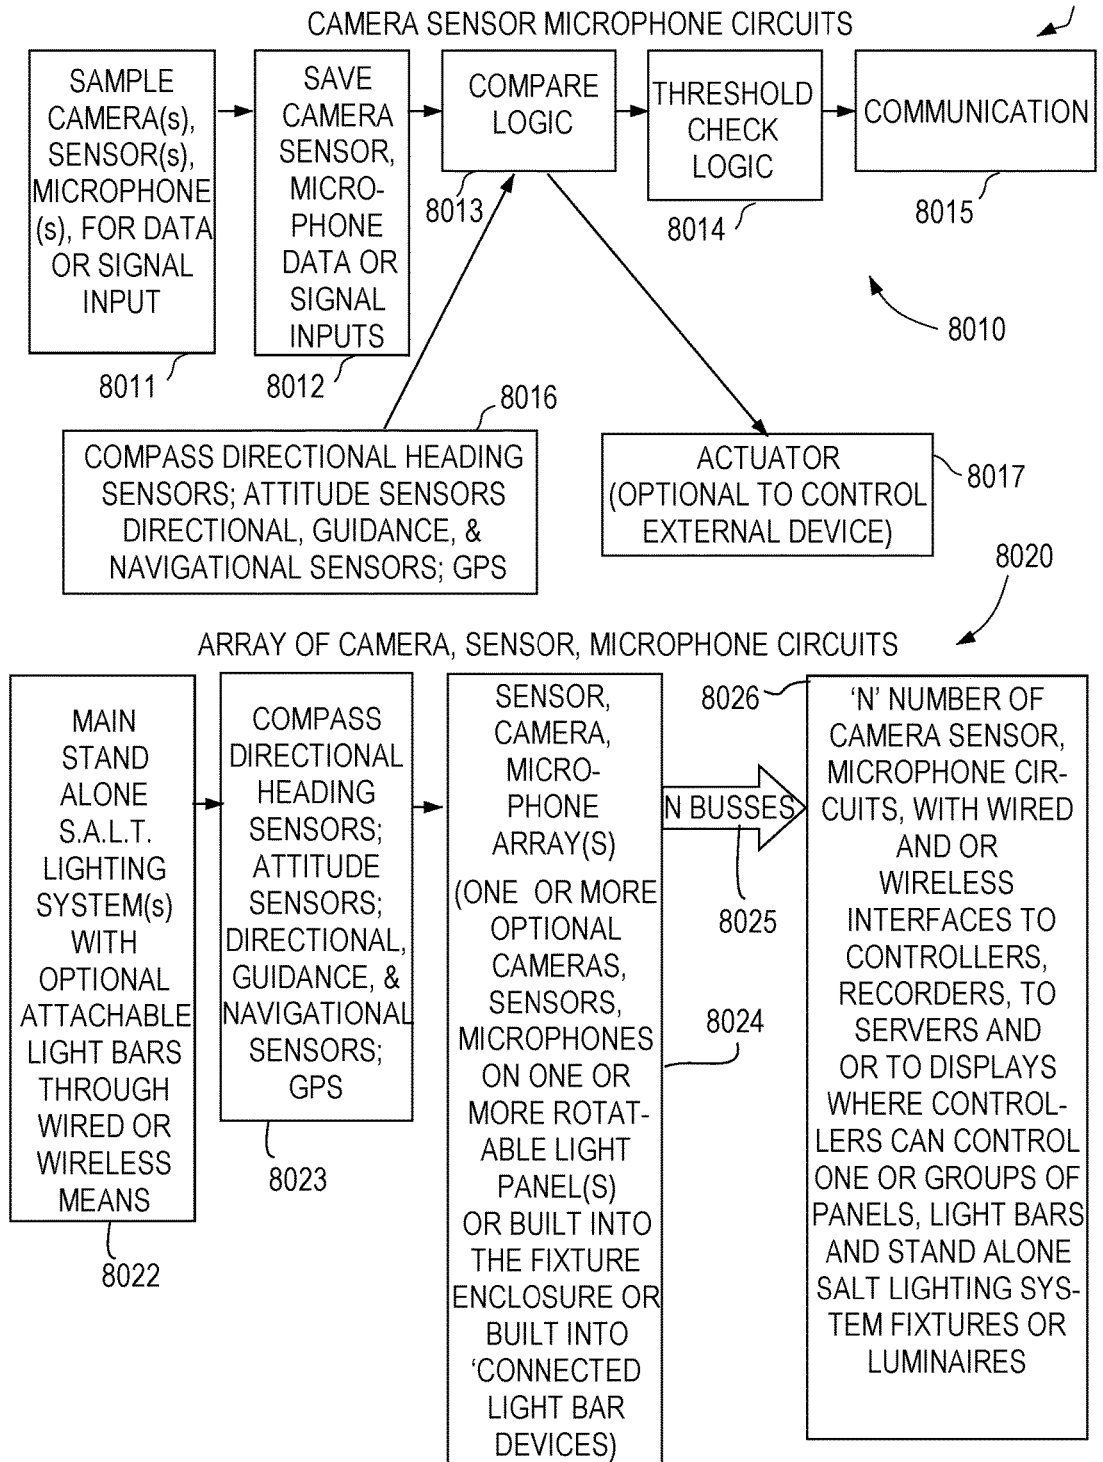 CAMERA SENSOR MICROPHONE CIRCUITS
SAMPLE
CAMERA(s),
SENSOR(s),
MICROPHONE
(s), FOR DATA
OR SIGNAL
INPUT
8011
SAVE
CAMERA
SENSOR,
MICRO-
PHONE
DATA OR
SIGNAL
INPUTS
8012
COMPARE
LOGIC
8013
THRESHOLD
CHECK
LOGIC
8014
COMMUNICATION
8015
8010
8016
COMPASS DIRECTIONAL HEADING
SENSORS; ATTITUDE SENSORS
DIRECTIONAL, GUIDANCE, &
NAVIGATIONAL SENSORS; GPS
ACTUATOR
(OPTIONAL TO CONTROL
EXTERNAL DEVICE)
8017
8020
ARRAY OF CAMERA, SENSOR, MICROPHONE CIRCUITS
MAIN
STAND
ALONE
S.A.L.T.
LIGHTING
SYSTEM(s)
WITH
OPTIONAL
ATTACHABLE
LIGHT BARS
THROUGH
WIRED OR
WIRELESS
MEANS
8022
COMPASS
DIRECTIONAL
HEADING
SENSORS;
ATTITUDE
SENSORS;
DIRECTIONAL,
GUIDANCE, &
NAVIGATIONAL
SENSORS;
GPS
8023
SENSOR,
CAMERA,
MICRO-
PHONE
ARRAY(S)
(ONE OR MORE
OPTIONAL
CAMERAS,
SENSORS,
MICROPHONES
ON ONE OR
MORE ROTAT-
ABLE LIGHT
PANEL(S)
OR BUILT INTO
THE FIXTURE
ENCLOSURE OR
BUILT INTO
‘CONNECTED
LIGHT BAR
DEVICES)
8024
N BUSSES
8025
8026
‘N’ NUMBER OF
CAMERA SENSOR,
MICROPHONE CIR-
CUITS, WITH WIRED
AND OR
WIRELESS
INTERFACES TO
CONTROLLERS,
RECORDERS, TO
SERVERS AND
OR TO DISPLAYS
WHERE CONTROL-
LERS CAN CONTROL
ONE OR GROUPS OF
PANELS, LIGHT BARS
AND STAND ALONE
SALT LIGHTING SYS-
TEM FIXTURES OR
LUMINAIRES